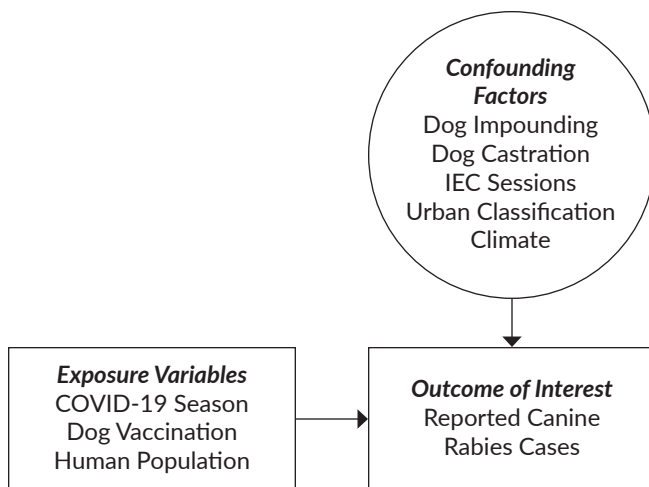 Confounding
Factors
Dog Impounding
Dog Castration
IEC Sessions
Urban Classification
Climate
Exposure Variables
COVID-19 Season
Dog Vaccination
Human Population
Outcome of Interest
Reported Canine
Rabies Cases